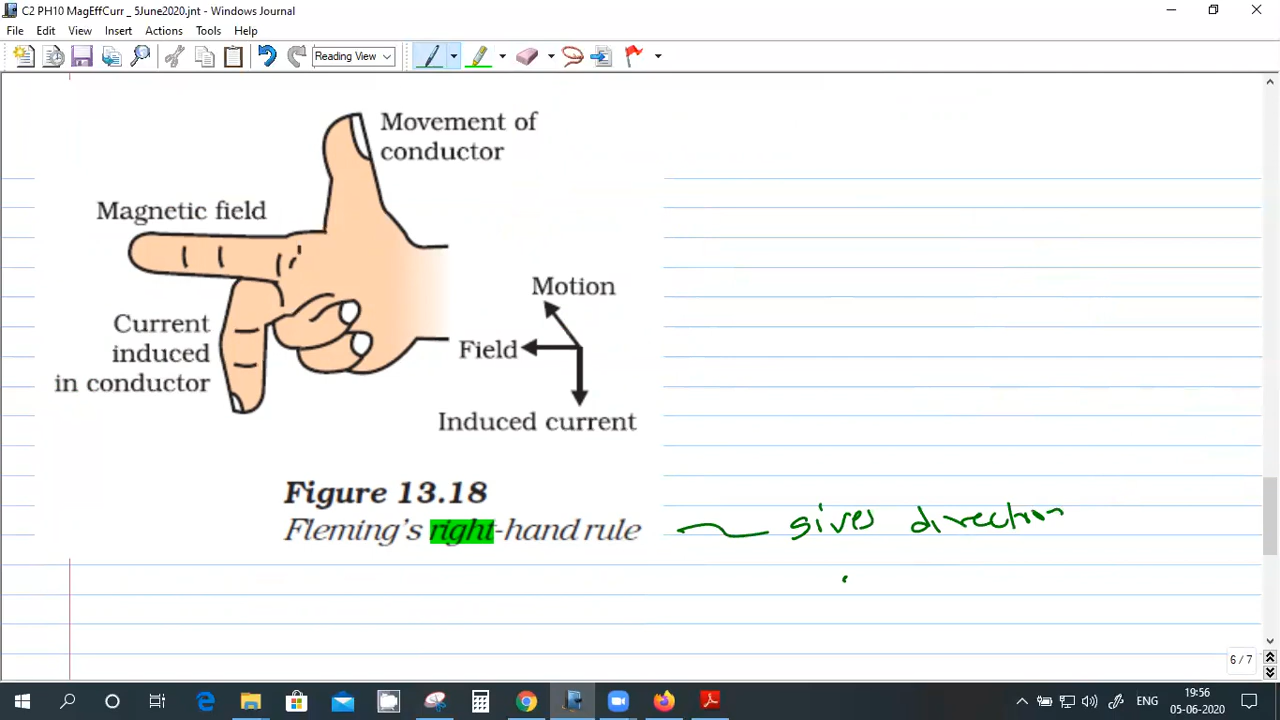 C2 PH10 MagEffCurr _ 5June2020.jnt - Windows Journal
File Edit View Insert Actions Tools Help
Reading View
Movement of
conductor
Magnetic field
Motion
Current
induced
in conductor
Field
Induced current
Figure 13.18
Fleming's right-hand rule
gives direction
6 / 7
ENG
19:56
05-06-2020